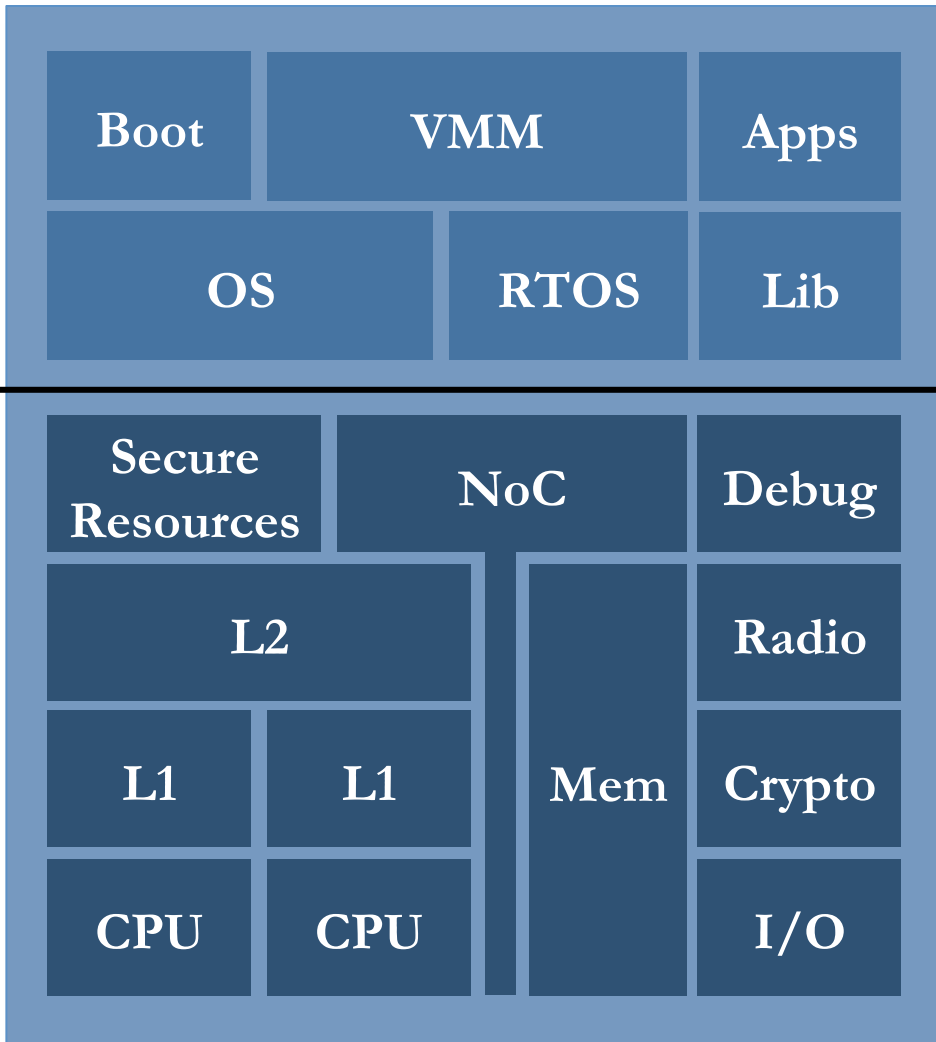 Boot
VMM
Apps
OS
RTOS
Lib
Secure
Resources
NoC
Debug
L2
Radio
L1
L1
Mem
Crypto
CPU
CPU
I/O